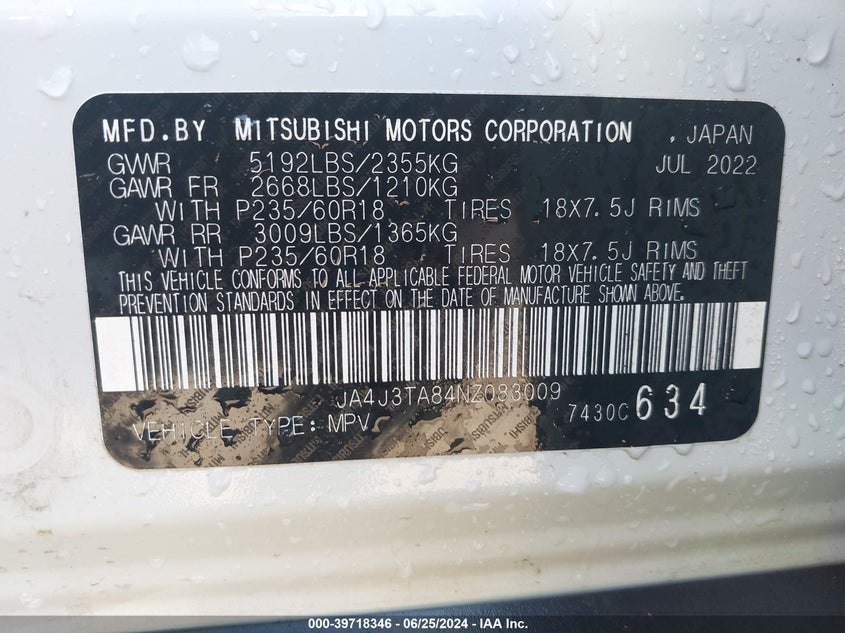 MFD.BY MITSUBISHI MOTORS CORPORATION , JAPAN
GVWR 5192LBS/2355KG JUL 2022
GAWR FR 2668LBS/1210KG
WITH P235/60R18 TIRES 18X7.5J RIMS
GAWR RR 3009LBS/1365KG
WITH P235/60R18 TIRES 18X7.5J RIMS
THIS VEHICLE CONFORMS TO ALL APPLICABLE FEDERAL MOTOR VEHICLE SAFETY AND THEFT
PREVENTION STANDARDS IN EFFECT ON THE DATE OF MANUFACTURE SHOWN ABOVE.
JA4J3TA84NZ083009
VEHICLE TYPE:MPV 7430C 634
000-39718346 / 06/25/2024 - IAA Inc.